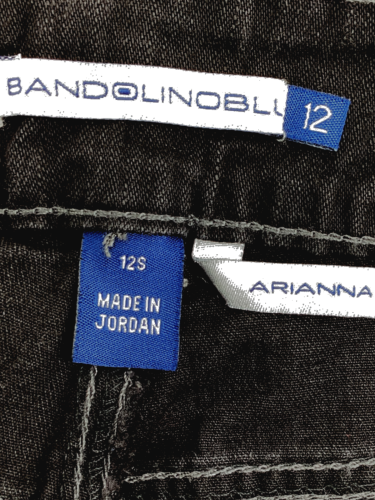 BANDOLINOBLU
12
12S
MADE IN
JORDAN
ARIANNA